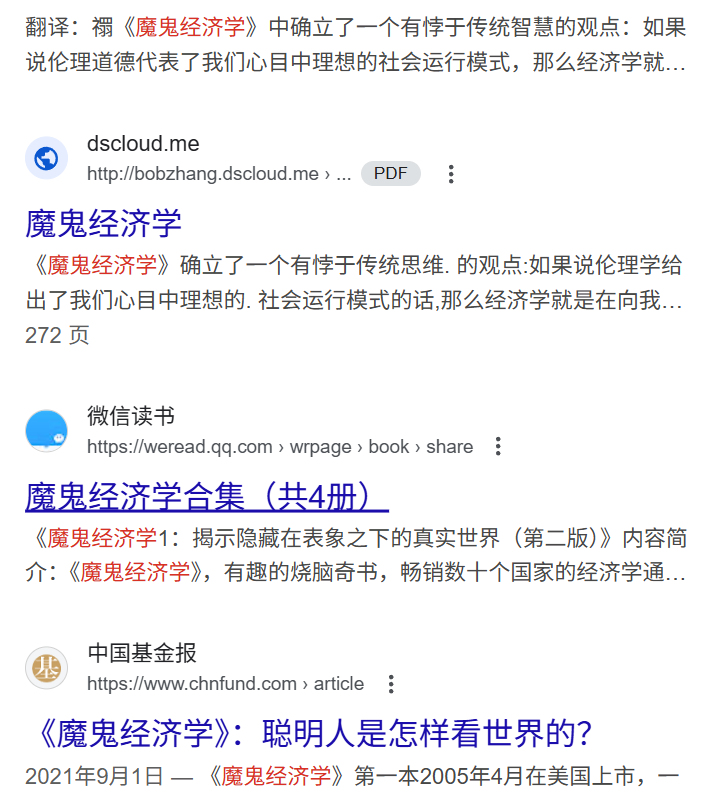 翻译：禤《魔鬼经济学》中确立了一个有悖于传统智慧的观点：如果
说伦理道德代表了我们心目中理想的社会运行模式，那么经济学就…
dscloud.me
http://bobzhang.dscloud.me › ... PDF
魔鬼经济学
《魔鬼经济学》确立了一个有悖于传统思维. 的观点:如果说伦理学给
出了我们心目中理想的. 社会运行模式的话,那么经济学就是在向我…
272 页
微信读书
https://weread.qq.com › wrpage › book › share
魔鬼经济学合集（共4册）
《魔鬼经济学1：揭示隐藏在表象之下的真实世界（第二版）》内容简
介：《魔鬼经济学》，有趣的烧脑奇书，畅销数十个国家的经济学通…
基
中国基金报
https://www.chnfund.com › article
《魔鬼经济学》：聪明人是怎样看世界的？
2021年9月1日 — 《魔鬼经济学》第一本2005年4月在美国上市，一